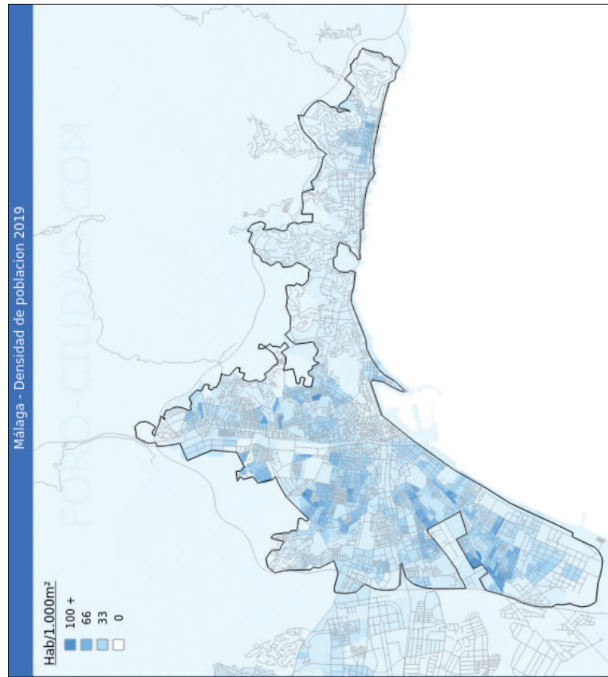 Málaga - Densidad de poblacion 2019
FORO-CIUDAD.COM
Hab/1.000m²
100 +
66
33
0